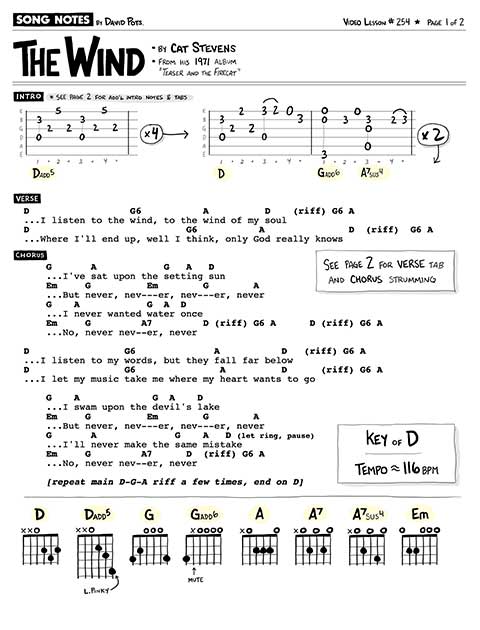 SONG NOTES BY DAVID POTS. VIDEO LESSON # 254 ★ PAGE 1 OF 2
THE WIND
• BY CAT STEVENS
• FROM HIS 1971 ALBUM
"TEASER AND THE FIRECAT"
INTRO * SEE PAGE 2 FOR ADD'L INTRO NOTES & TABS
x4
x2
DADD5 D GADD6 A7SUS4
VERSE
D G6 A D (riff) G6 A
...I listen to the wind, to the wind of my soul
D G6 A D (riff) G6 A
...Where I'll end up, well I think, only God really knows
CHORUS
G A G A D
...I've sat upon the setting sun
Em G Em G A
...But never, nev---er, nev---er, never
G A G A D
...I never wanted water once
Em G A7 D (riff) G6 A D (riff) G6 A
...No, never nev--er, never
SEE PAGE 2 FOR VERSE TAB
AND CHORUS STRUMMING
D G6 A D (riff) G6 A
...I listen to my words, but they fall far below
D G6 A D (riff) G6 A
...I let my music take me where my heart wants to go
G A G A D
...I swam upon the devil's lake
Em G Em G A
...But never, nev---er, nev---er, never
G A G A D (let ring, pause)
...I'll never make the same mistake
Em G A7 D (riff) G6 A
...No, never nev--er, never
[repeat main D-G-A riff a few times, end on D]
KEY OF D
TEMPO ≈ 116 BPM
D DADD5 G GADD6 A A7 A7SUS4 Em
L. PINKY
MUTE